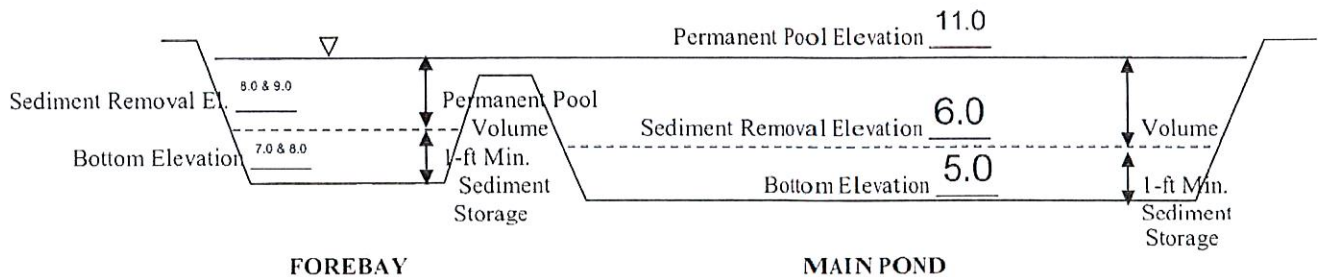 Permanent Pool Elevation 11.0
Sediment Removal El. 8.0 & 9.0
Permanent Pool
Volume
Sediment Removal Elevation 6.0
Volume
Bottom Elevation 7.0 & 8.0
1-ft Min.
Sediment
Storage
Bottom Elevation 5.0
1-ft Min.
Sediment
Storage
FOREBAY
MAIN POND